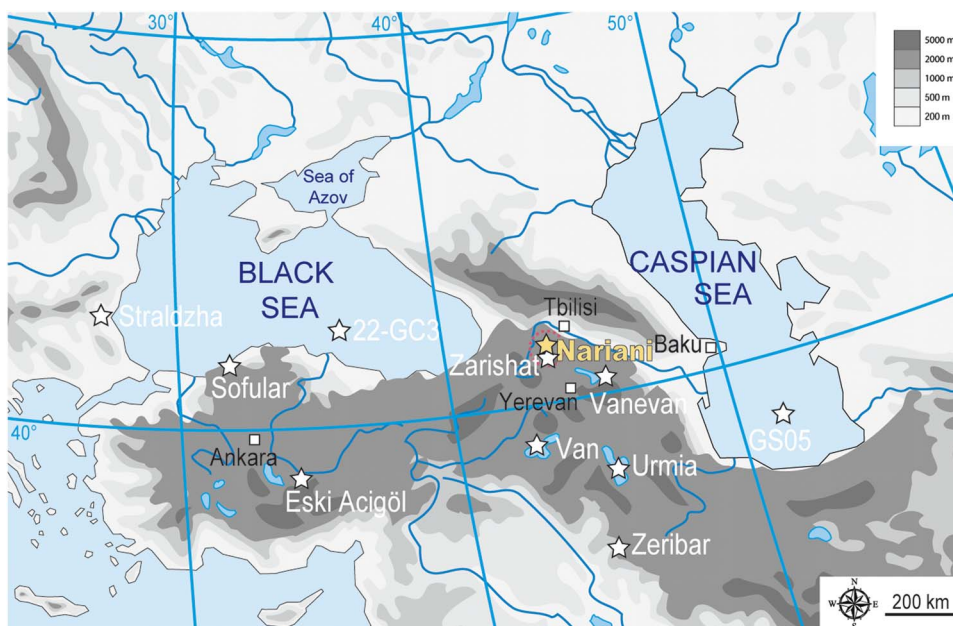 30°
40°
50°
5000 m
2000 m
1000 m
500 m
200 m
Sea of
Azov
BLACK
SEA
CASPIAN
SEA
Straldzha
22-GC3
Tbilisi
Nariani
Baku
Zarishat
Sofular
Yerevan
Vanevan
40°
Ankara
GS05
Van
Urmia
Eski Acigöl
Zeribar
N
W
E
S
200 km